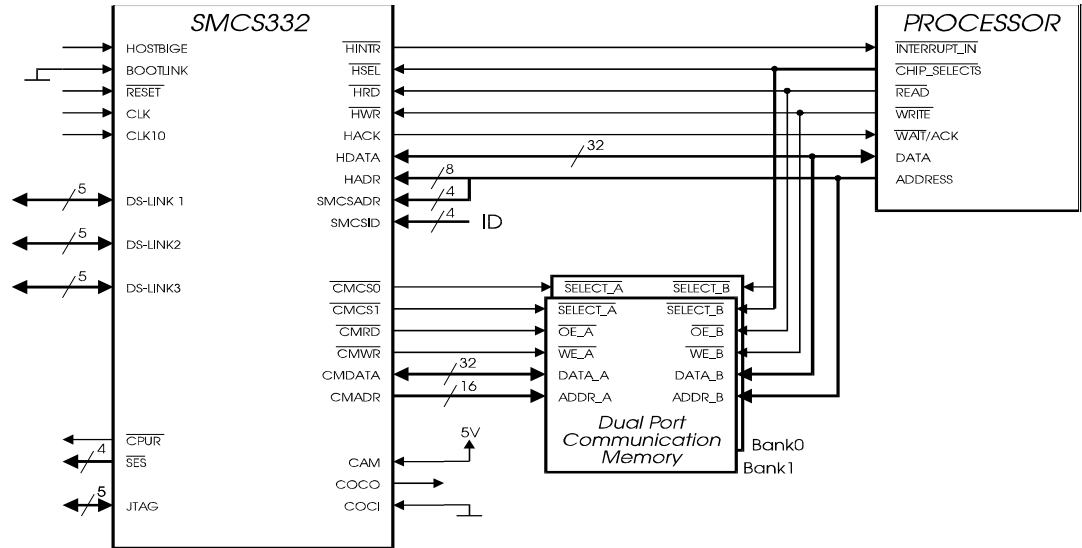 SMCS332
PROCESSOR
HOSTBIGE
BOOTLINK
RESET
CLK
CLK10
5
DS-LINK 1
5
DS-LINK2
5
DS-LINK3
CPUR
4
SES
5
JTAG
HINTR
HSEL
HRD
HWR
HACK
HDATA
32
HADR
8
SMCSADR
4
SMCSID
4
ID
CMCS0
CMCS1
CMRD
CMWR
CMDATA
32
CMADR
16
CAM
5V
COCO
COCI
INTERRUPT_IN
CHIP_SELECTS
READ
WRITE
WAIT/ACK
DATA
ADDRESS
SELECT_A SELECT_B
SELECT_A SELECT_B
OE_A OE_B
WE_A WE_B
DATA_A DATA_B
ADDR_A ADDR_B
Dual Port
Communication
Memory
Bank0
Bank1